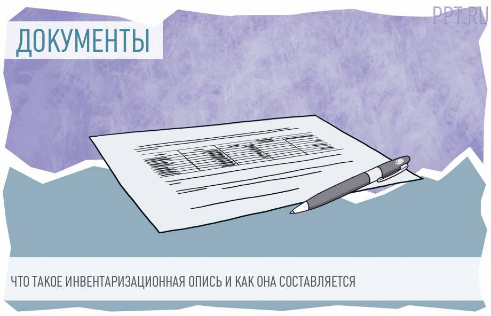 PPT.RU
ДОКУМЕНТЫ
ЧТО ТАКОЕ ИНВЕНТАРИЗАЦИОННАЯ ОПИСЬ И КАК ОНА СОСТАВЛЯЕТСЯ